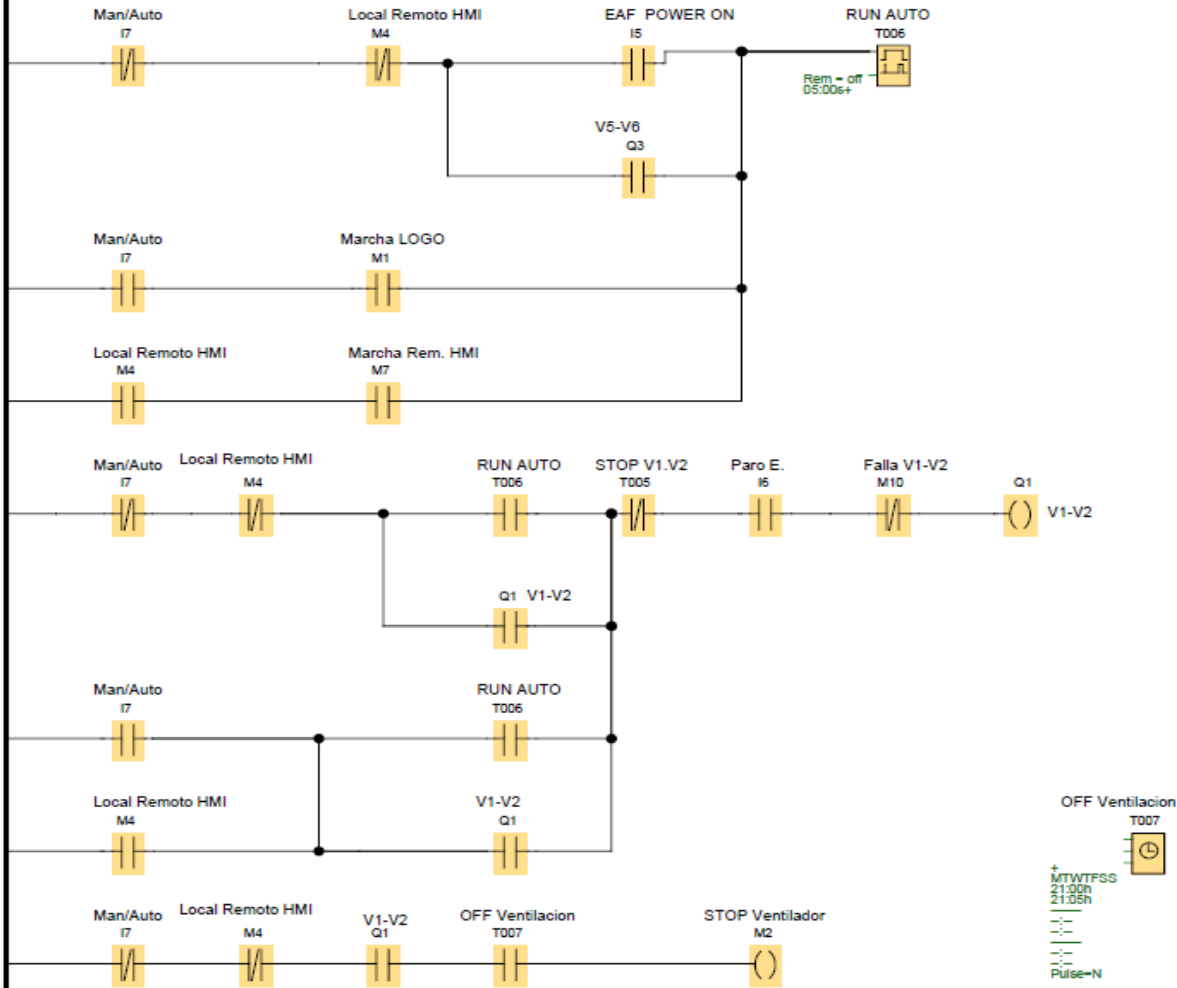 Man/Auto Local Remoto HMI EAF POWER ON RUN AUTO
I7 M4 I5 T006
Rem = off
05:00s+
V5-V6
Q3
Man/Auto Marcha LOGO
I7 M1
Local Remoto HMI Marcha Rem. HMI
M4 M7
Man/Auto Local Remoto HMI RUN AUTO STOP V1.V2 Paro E. Falla V1-V2
I7 M4 T006 T005 I6 M10 Q1
V1-V2
Q1 V1-V2
Man/Auto RUN AUTO
I7 T006
Local Remoto HMI V1-V2 OFF Ventilacion
M4 Q1 T007
+
MTWTFSS
21:00h
21:05h
-:-
-:-
-:-
-:-
Pulse=N
Man/Auto Local Remoto HMI V1-V2 OFF Ventilacion STOP Ventilador
I7 M4 Q1 T007 M2